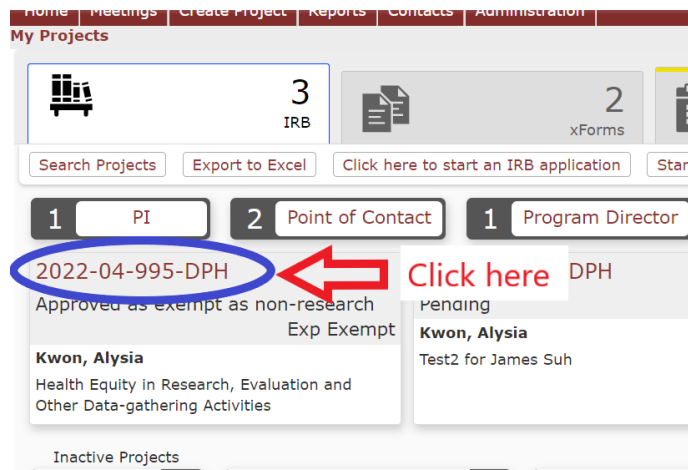 Home Meetings Create Project Reports Contacts Administration
My Projects
3
IRB
2
xForms
Search Projects Export to Excel Click here to start an IRB application
1 PI 2 Point of Contact 1 Program Director
2022-04-995-DPH Click here DPH
Approved as exempt as non-research Pending
Exp Exempt
Kwon, Alysia Kwon, Alysia
Health Equity in Research, Evaluation and Test2 for James Suh
Other Data-gathering Activities
Inactive Projects